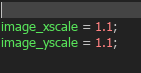 image_xscale = 1.1;
image_yscale = 1.1;